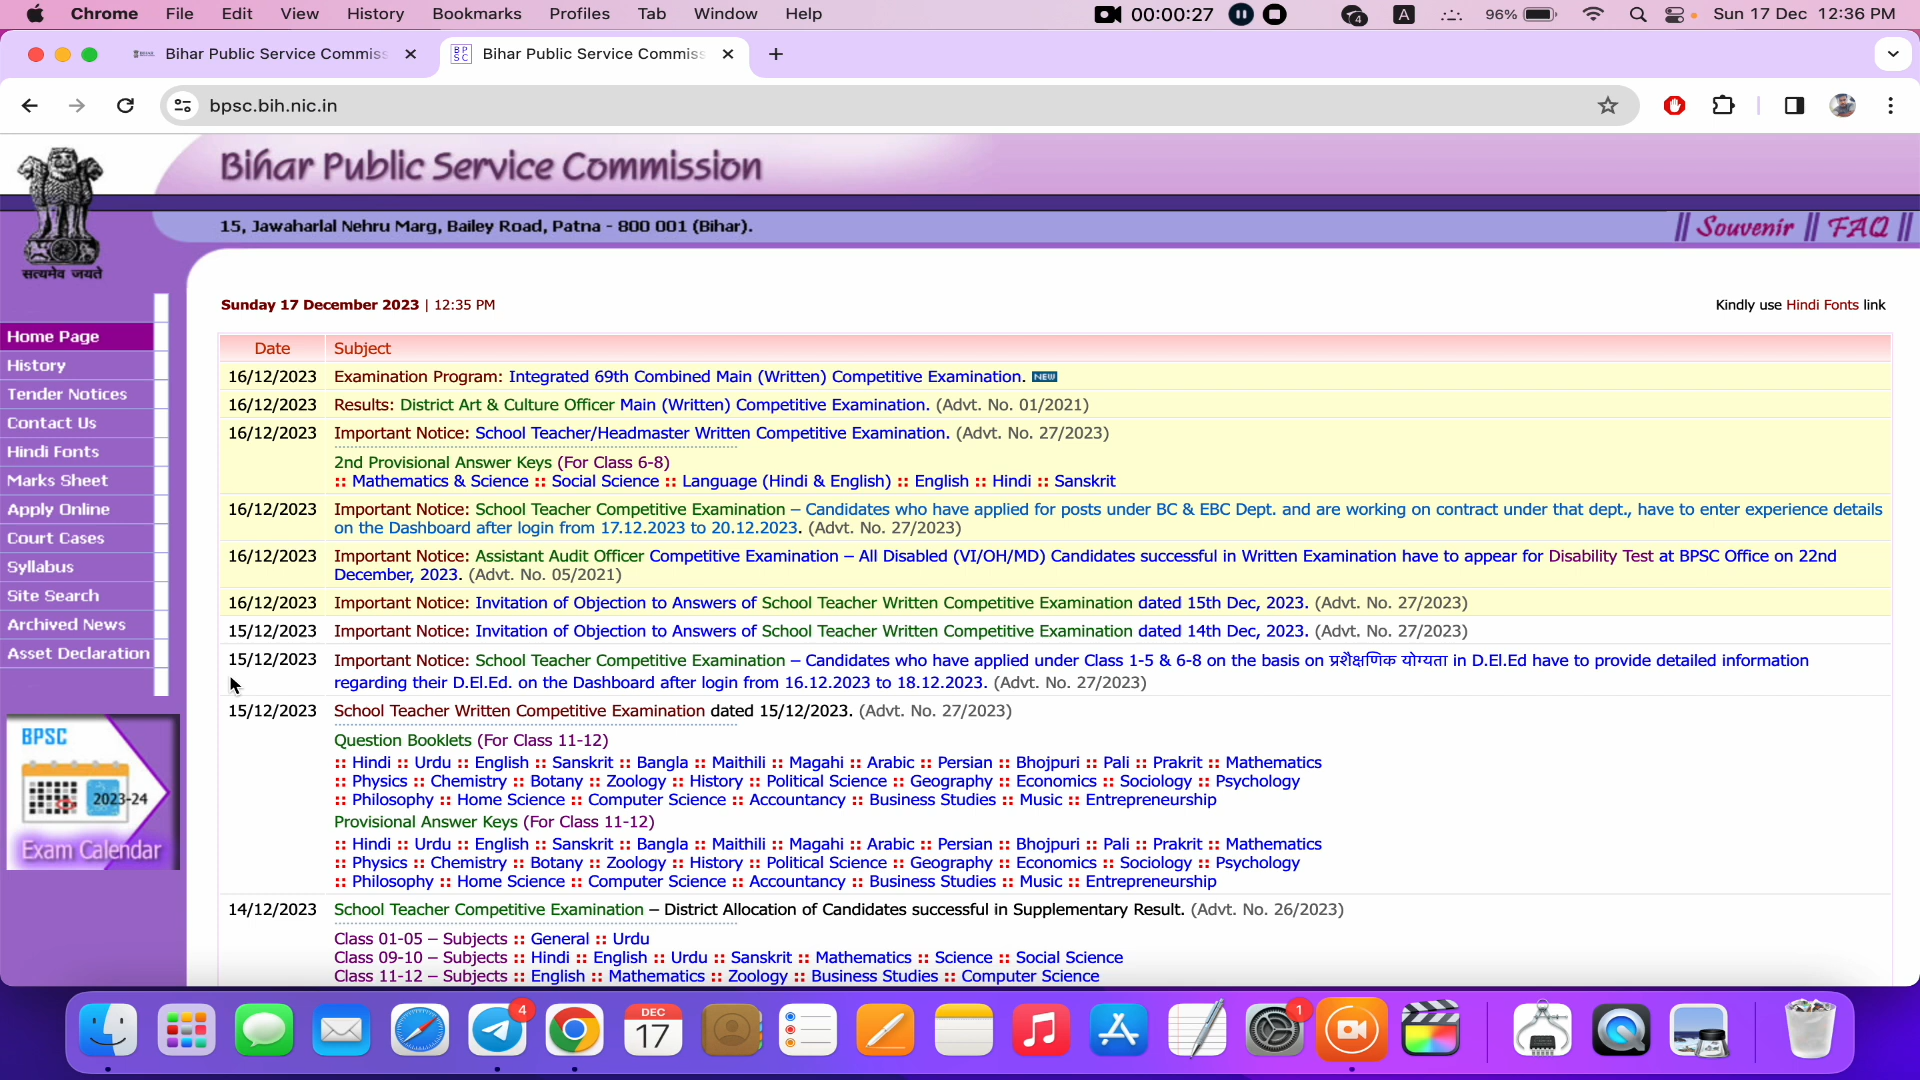 Chrome File Edit View History Bookmarks Profiles Tab Window Help 00:00:27 4 A 96% Sun 17 Dec 12:36 PM
Bihar Public Service Commiss Bihar Public Service Commiss
bpsc.bih.nic.in
Bihar Public Service Commission
15, Jawaharlal Nehru Marg, Bailey Road, Patna - 800 001 (Bihar). || Souvenir || FAQ ||
सत्यमेव जयते
Sunday 17 December 2023 | 12:35 PM Kindly use Hindi Fonts link
Home Page
History
Tender Notices
Contact Us
Hindi Fonts
Marks Sheet
Apply Online
Court Cases
Syllabus
Site Search
Archived News
Asset Declaration
BPSC
2023-24
Exam Calendar
Date Subject
16/12/2023 Examination Program: Integrated 69th Combined Main (Written) Competitive Examination. NEW
16/12/2023 Results: District Art & Culture Officer Main (Written) Competitive Examination. (Advt. No. 01/2021)
16/12/2023 Important Notice: School Teacher/Headmaster Written Competitive Examination. (Advt. No. 27/2023)
2nd Provisional Answer Keys (For Class 6-8)
:: Mathematics & Science :: Social Science :: Language (Hindi & English) :: English :: Hindi :: Sanskrit
16/12/2023 Important Notice: School Teacher Competitive Examination – Candidates who have applied for posts under BC & EBC Dept. and are working on contract under that dept., have to enter experience details
on the Dashboard after login from 17.12.2023 to 20.12.2023. (Advt. No. 27/2023)
16/12/2023 Important Notice: Assistant Audit Officer Competitive Examination – All Disabled (VI/OH/MD) Candidates successful in Written Examination have to appear for Disability Test at BPSC Office on 22nd
December, 2023. (Advt. No. 05/2021)
16/12/2023 Important Notice: Invitation of Objection to Answers of School Teacher Written Competitive Examination dated 15th Dec, 2023. (Advt. No. 27/2023)
15/12/2023 Important Notice: Invitation of Objection to Answers of School Teacher Written Competitive Examination dated 14th Dec, 2023. (Advt. No. 27/2023)
15/12/2023 Important Notice: School Teacher Competitive Examination – Candidates who have applied under Class 1-5 & 6-8 on the basis on प्रशैक्षणिक योग्यता in D.El.Ed have to provide detailed information
regarding their D.El.Ed. on the Dashboard after login from 16.12.2023 to 18.12.2023. (Advt. No. 27/2023)
15/12/2023 School Teacher Written Competitive Examination dated 15/12/2023. (Advt. No. 27/2023)
Question Booklets (For Class 11-12)
:: Hindi :: Urdu :: English :: Sanskrit :: Bangla :: Maithili :: Magahi :: Arabic :: Persian :: Bhojpuri :: Pali :: Prakrit :: Mathematics
:: Physics :: Chemistry :: Botany :: Zoology :: History :: Political Science :: Geography :: Economics :: Sociology :: Psychology
:: Philosophy :: Home Science :: Computer Science :: Accountancy :: Business Studies :: Music :: Entrepreneurship
Provisional Answer Keys (For Class 11-12)
:: Hindi :: Urdu :: English :: Sanskrit :: Bangla :: Maithili :: Magahi :: Arabic :: Persian :: Bhojpuri :: Pali :: Prakrit :: Mathematics
:: Physics :: Chemistry :: Botany :: Zoology :: History :: Political Science :: Geography :: Economics :: Sociology :: Psychology
:: Philosophy :: Home Science :: Computer Science :: Accountancy :: Business Studies :: Music :: Entrepreneurship
14/12/2023 School Teacher Competitive Examination – District Allocation of Candidates successful in Supplementary Result. (Advt. No. 26/2023)
Class 01-05 – Subjects :: General :: Urdu
Class 09-10 – Subjects :: Hindi :: English :: Urdu :: Sanskrit :: Mathematics :: Science :: Social Science
Class 11-12 – Subjects :: English :: Mathematics :: Zoology :: Business Studies :: Computer Science
4 DEC 17 1